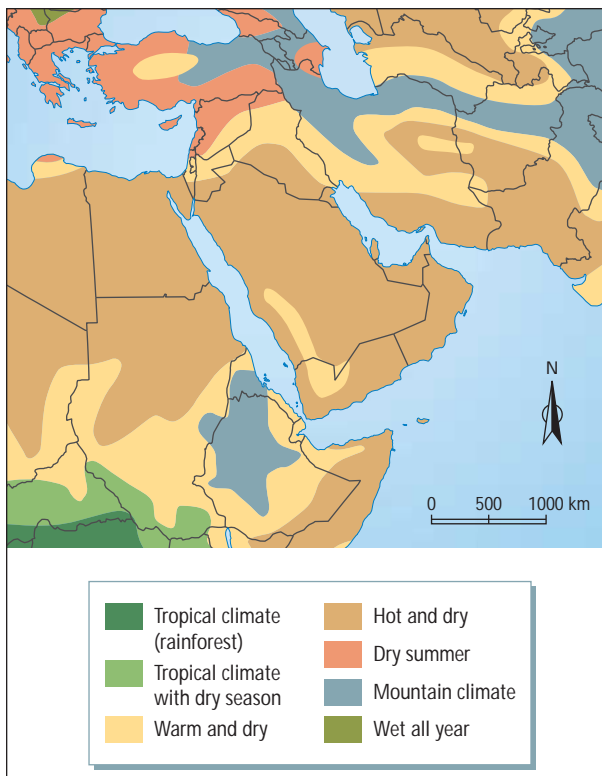 N
0 500 1000 km
Tropical climate
(rainforest)
Tropical climate
with dry season
Warm and dry
Hot and dry
Dry summer
Mountain climate
Wet all year